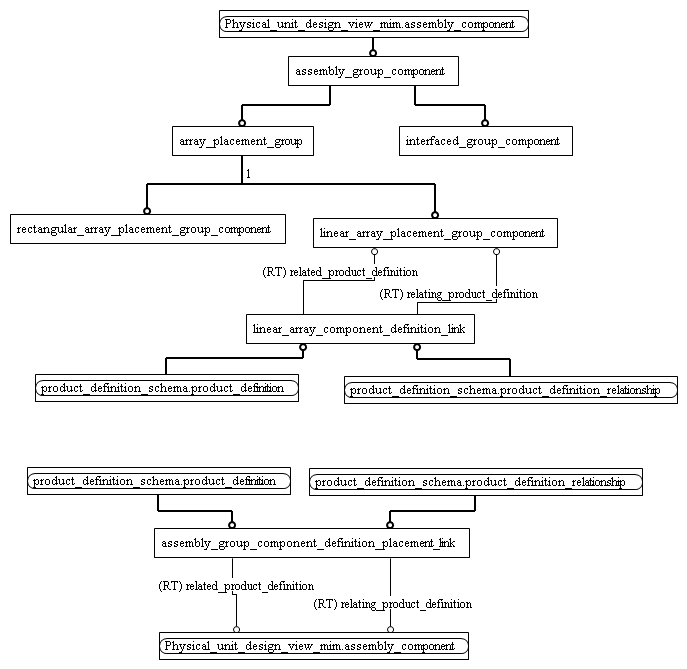 Physical_unit_design_view_mim.assembly_component
assembly_group_component
array_placement_group
interfaced_group_component
1
rectangular_array_placement_group_component
linear_array_placement_group_component
(RT) related_product_definition
(RT) relating_product_definition
linear_array_component_definition_link
product_definition_schema.product_definition
product_definition_schema.product_definition_relationship
product_definition_schema.product_definition
product_definition_schema.product_definition_relationship
assembly_group_component_definition_placement_link
(RT) related_product_definition
(RT) relating_product_definition
Physical_unit_design_view_mim.assembly_component